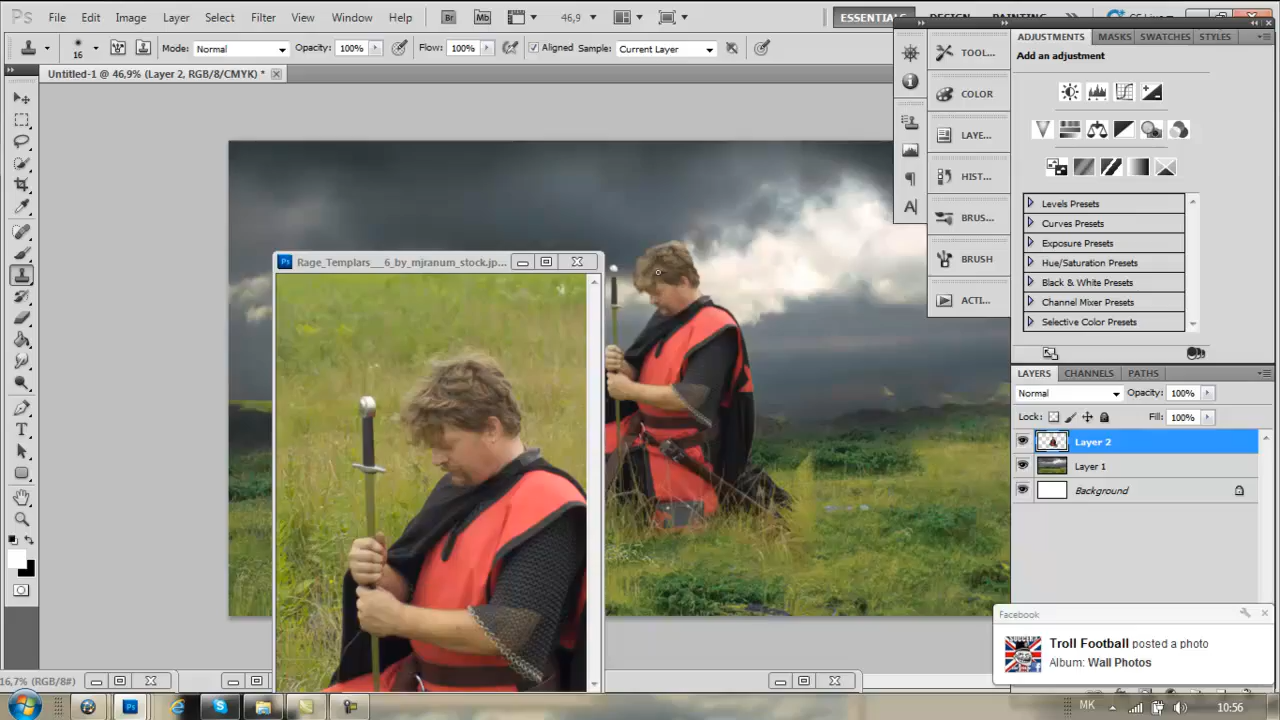 Ps File Edit Image Layer Select Filter View Window Help Br Mb 46,9 ESSENTIALS DESIGN PAINTING
16 Mode: Normal Opacity: 100% Flow: 100% Aligned Sample: Current Layer
Untitled-1 @ 46,9% (Layer 2, RGB/8/CMYK) *
Ps Rage_Templars__6_by_mjranum_stock.jp...
TOOL...
COLOR
LAYE...
HIST...
BRUS...
BRUSH
ACTI...
ADJUSTMENTS MASKS SWATCHES STYLES
Add an adjustment
Levels Presets
Curves Presets
Exposure Presets
Hue/Saturation Presets
Black & White Presets
Channel Mixer Presets
Selective Color Presets
LAYERS CHANNELS PATHS
Normal Opacity: 100%
Lock: Fill: 100%
Layer 2
Layer 1
Background
Facebook
Troll Football posted a photo
Album: Wall Photos
16,7% (RGB/8#)
Ps MK 10:56